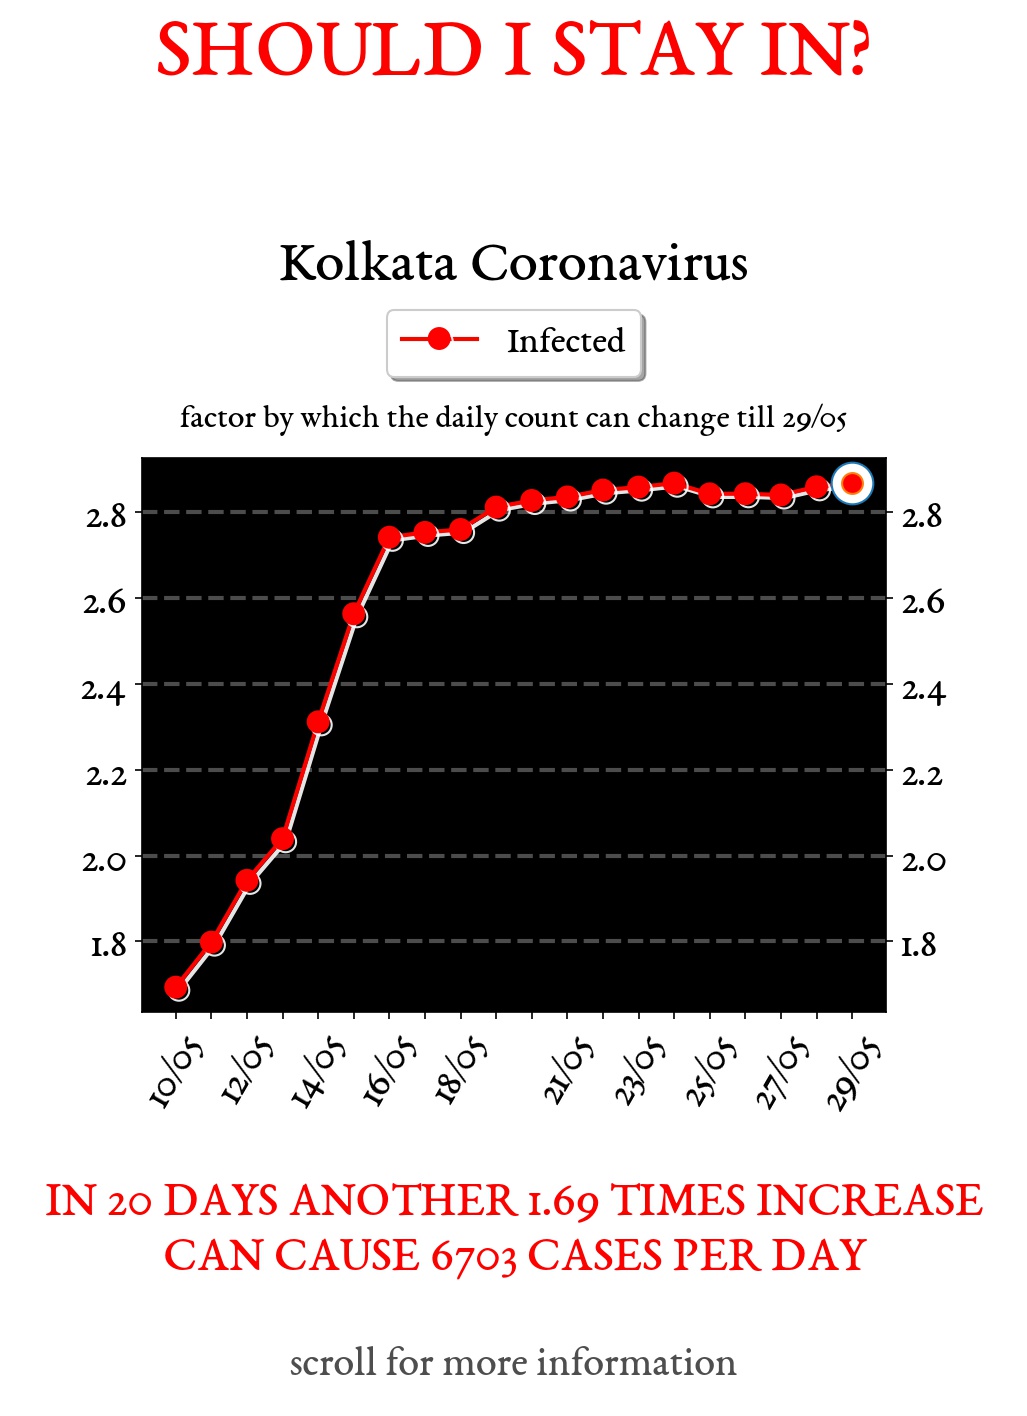 SHOULD I STAY IN?
Kolkata Coronavirus
Infected
factor by which the daily count can change till 29/05
2.8 2.8
2.6 2.6
2.4 2.4
2.2 2.2
2.0 2.0
1.8 1.8
10/05 12/05 14/05 16/05 18/05 21/05 23/05 25/05 27/05 29/05
IN 20 DAYS ANOTHER 1.69 TIMES INCREASE
CAN CAUSE 6703 CASES PER DAY
scroll for more information